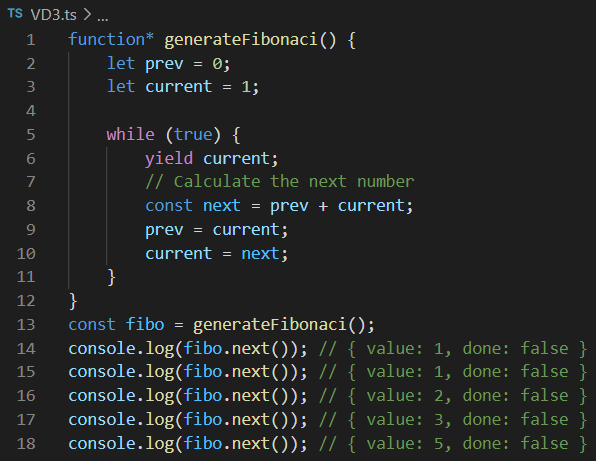 TS VD3.ts > ...
1 function* generateFibonaci() {
2     let prev = 0;
3     let current = 1;
4
5     while (true) {
6         yield current;
7         // Calculate the next number
8         const next = prev + current;
9         prev = current;
10         current = next;
11     }
12 }
13 const fibo = generateFibonaci();
14 console.log(fibo.next()); // { value: 1, done: false }
15 console.log(fibo.next()); // { value: 1, done: false }
16 console.log(fibo.next()); // { value: 2, done: false }
17 console.log(fibo.next()); // { value: 3, done: false }
18 console.log(fibo.next()); // { value: 5, done: false }